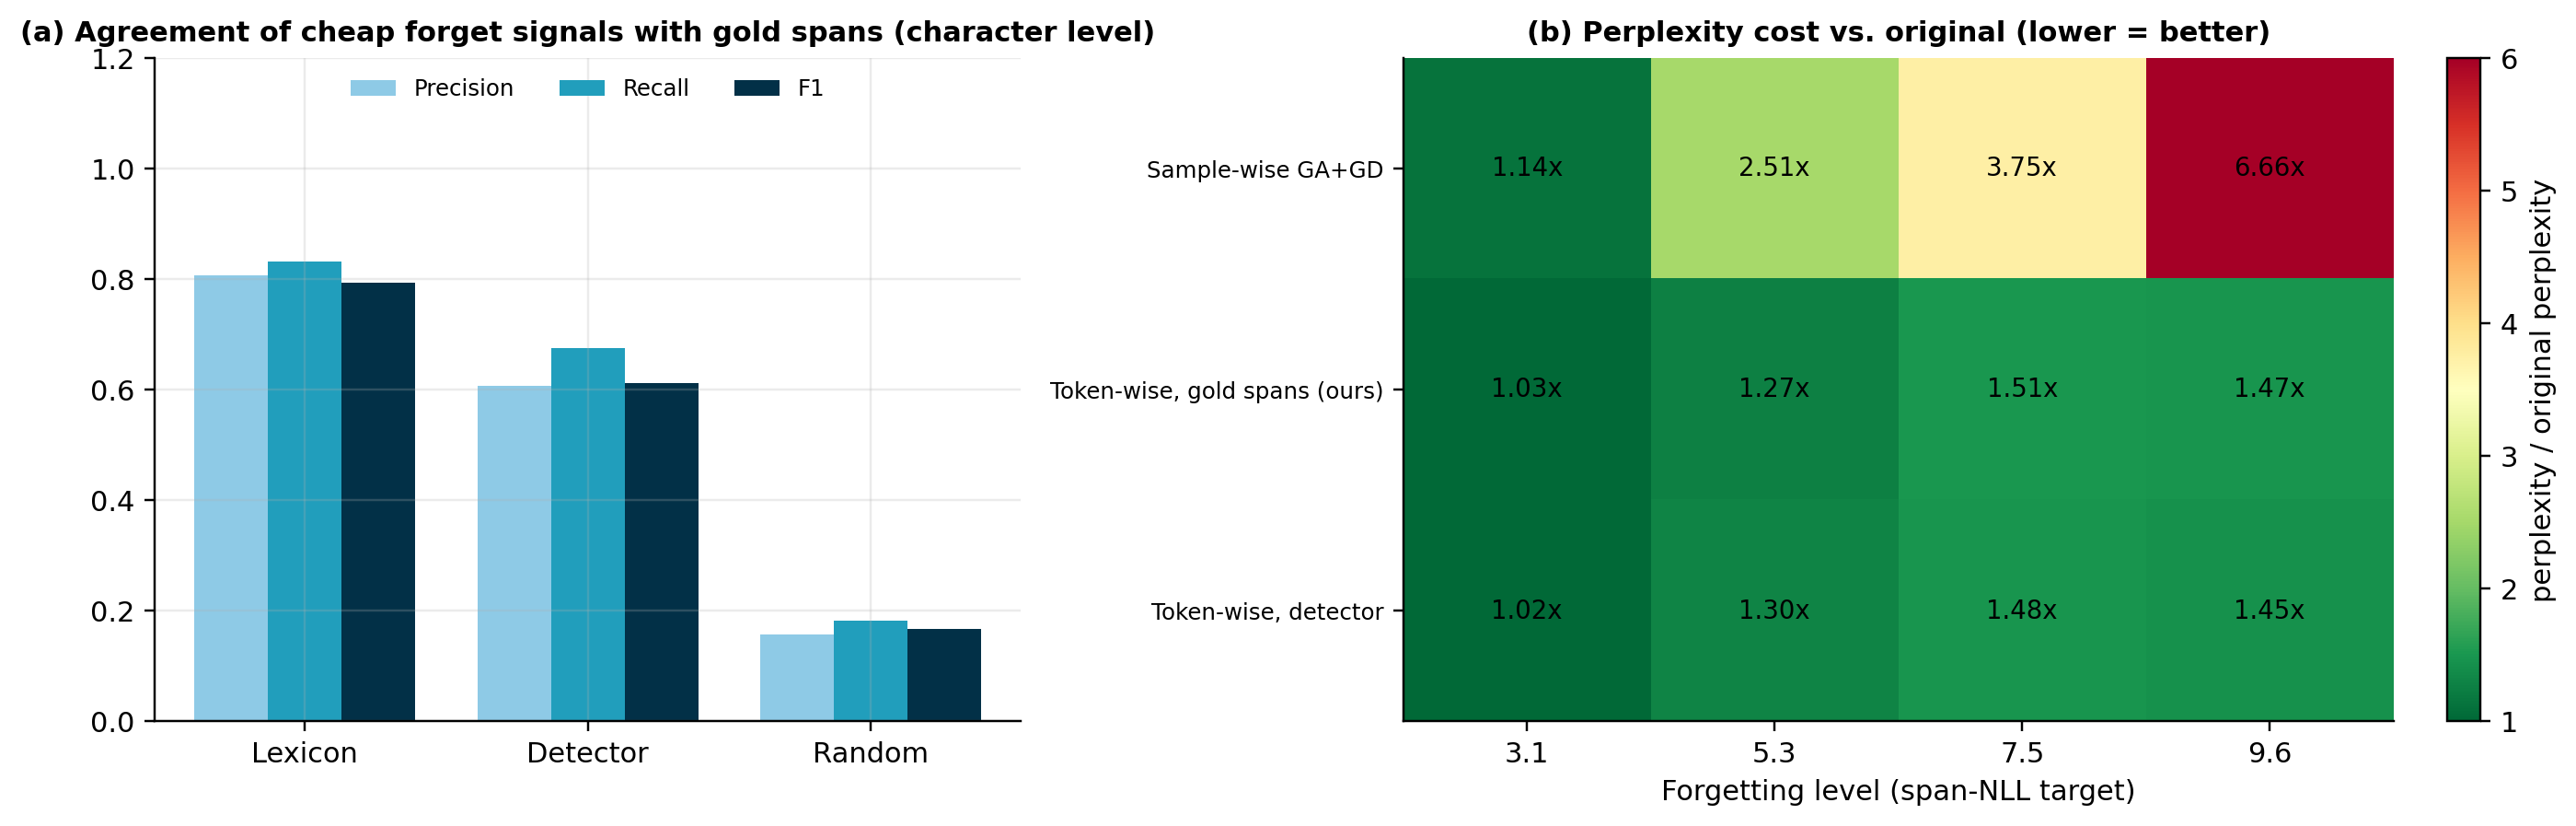 (a) Agreement of cheap forget signals with gold spans (character level)
Precision Recall F1
1.2
1.0
0.8
0.6
0.4
0.2
0.0
Lexicon Detector Random
(b) Perplexity cost vs. original (lower = better)
Sample-wise GA+GD 1.14x 2.51x 3.75x 6.66x
Token-wise, gold spans (ours) 1.03x 1.27x 1.51x 1.47x
Token-wise, detector 1.02x 1.30x 1.48x 1.45x
3.1 5.3 7.5 9.6
Forgetting level (span-NLL target)
6
5
4
3
2
1
perplexity / original perplexity